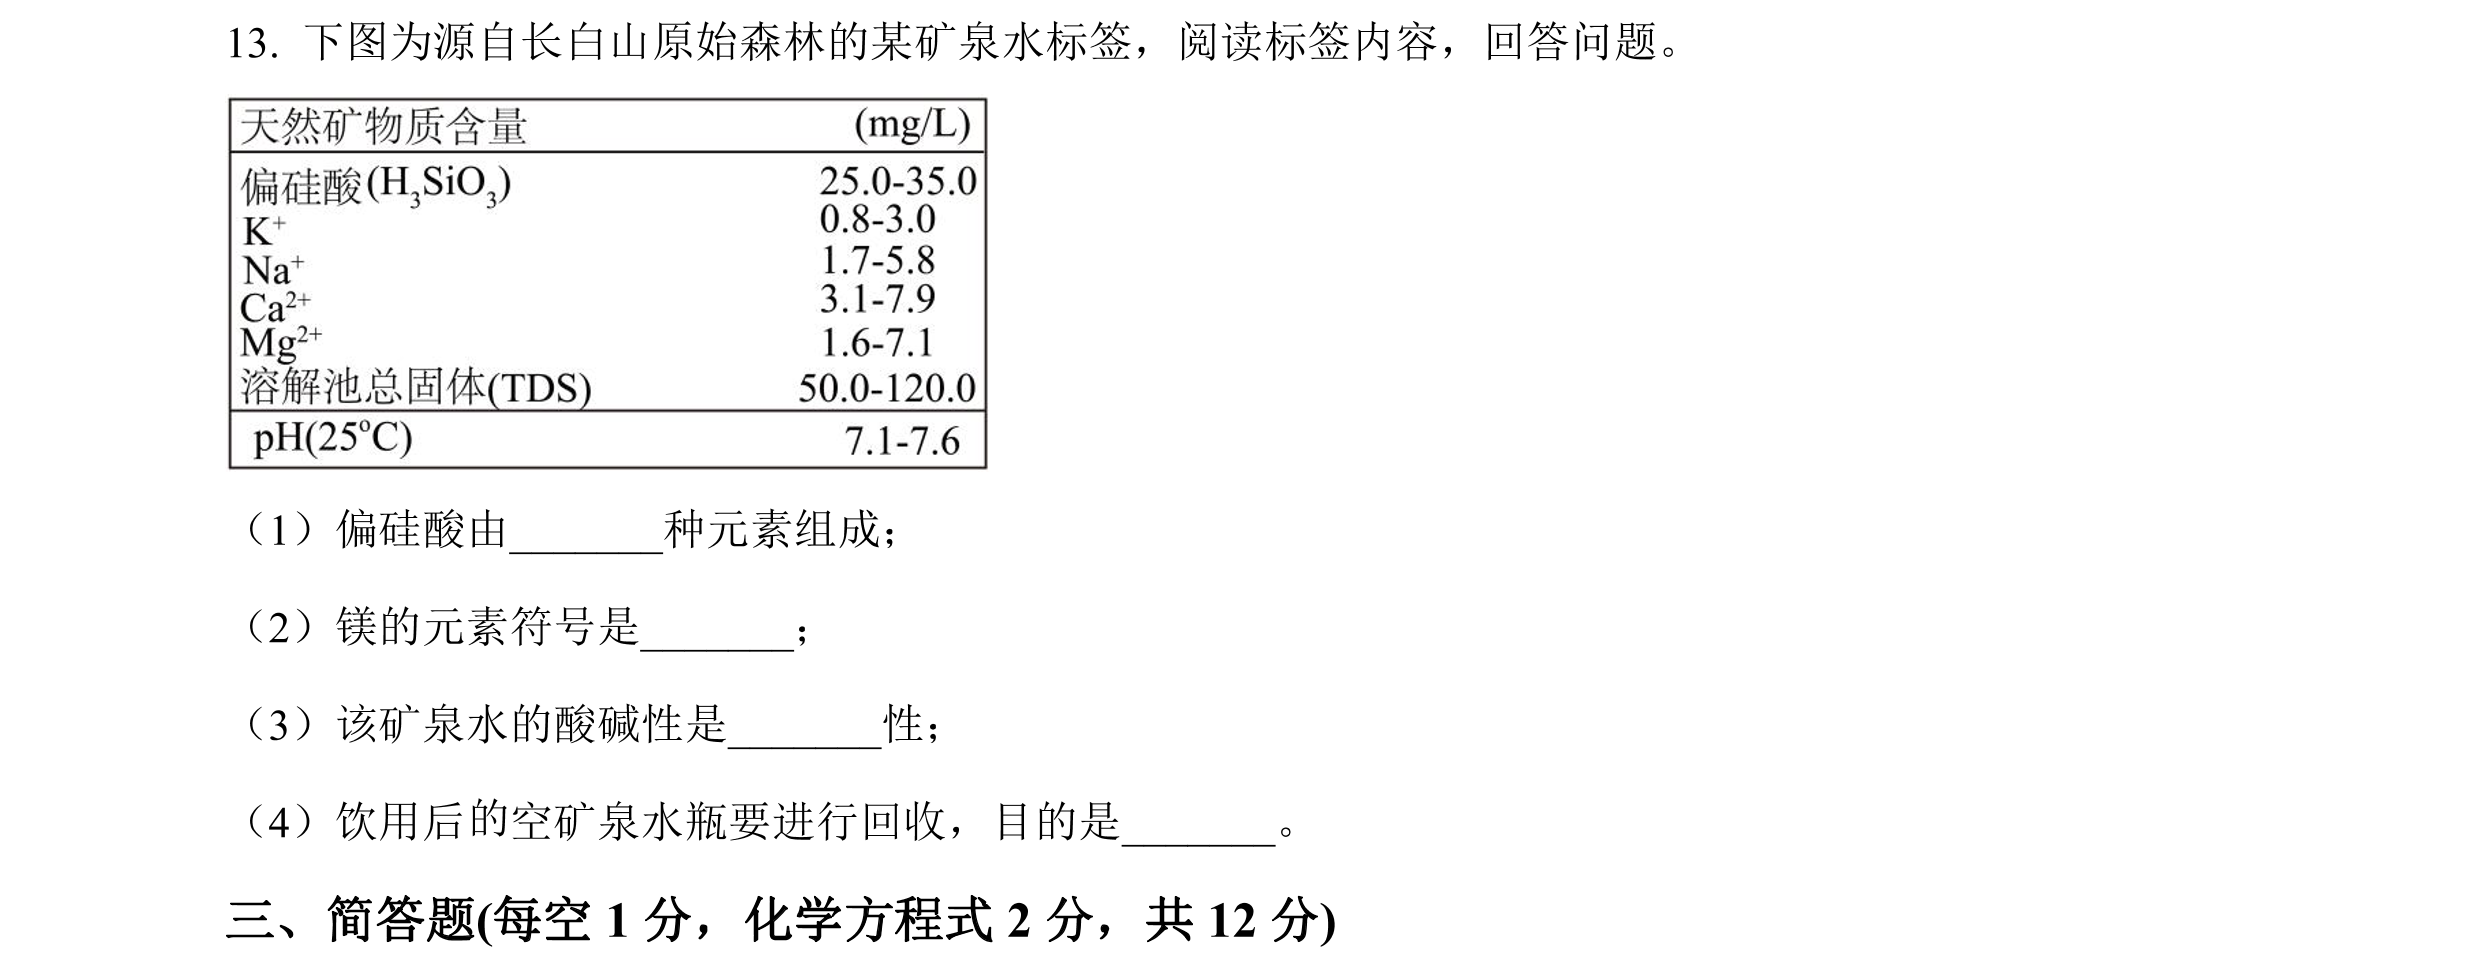 13. 下图为源自长白山原始森林的某矿泉水标签，阅读标签内容，回答问题。
天然矿物质含量 (mg/L)
偏硅酸(H₃SiO₃) 25.0-35.0
K⁺ 0.8-3.0
Na⁺ 1.7-5.8
Ca²⁺ 3.1-7.9
Mg²⁺ 1.6-7.1
溶解池总固体(TDS) 50.0-120.0
pH(25°C) 7.1-7.6
（1）偏硅酸由_______种元素组成；
（2）镁的元素符号是_______；
（3）该矿泉水的酸碱性是_______性；
（4）饮用后的空矿泉水瓶要进行回收，目的是_______。
三、简答题(每空 1 分，化学方程式 2 分，共 12 分)